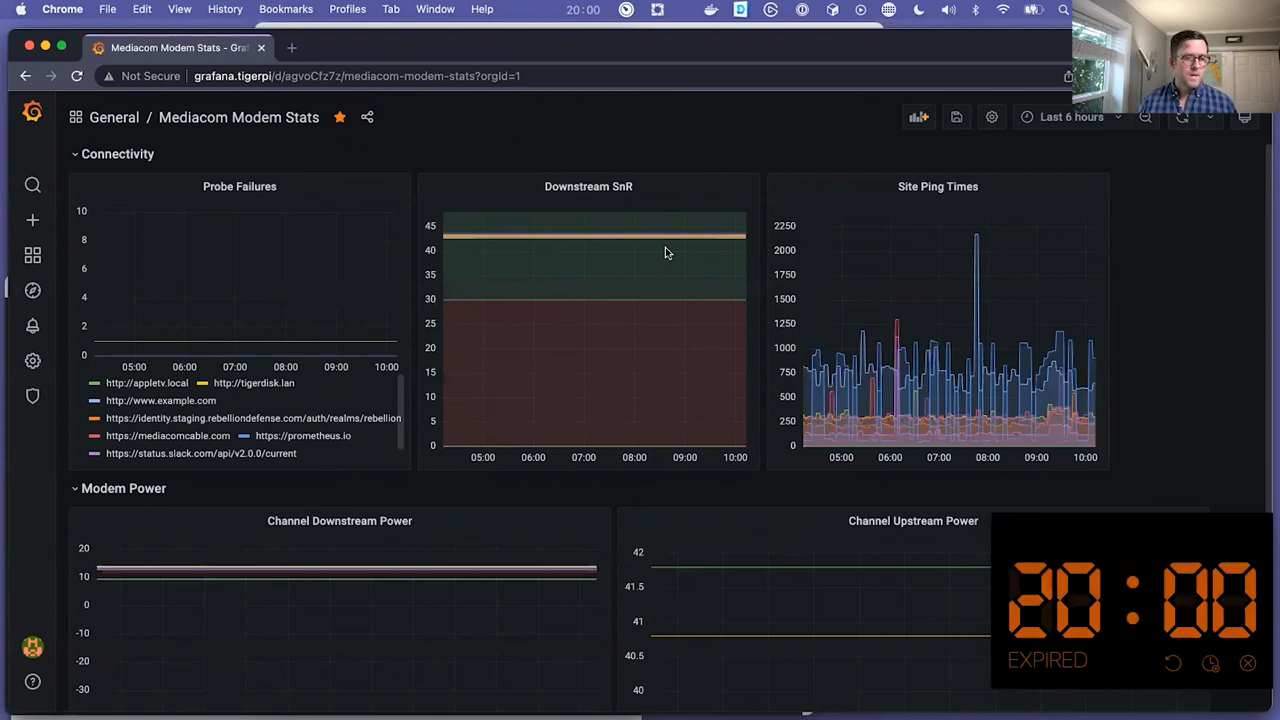 Chrome File Edit View History Bookmarks Profiles Tab Window Help 20:00
Mediacom Modem Stats - Gra
Not Secure grafana.tigerpi/d/agvoCfz7z/mediacom-modem-stats?orgId=1
General / Mediacom Modem Stats
Last 6 hours
Connectivity
Probe Failures
10
8
6
4
2
0
05:00 06:00 07:00 08:00 09:00 10:00
http://appletv.local http://tigerdisk.lan
http://www.example.com
https://identity.staging.rebelliondefense.com/auth/realms/rebellion
https://mediacomcable.com https://prometheus.io
https://status.slack.com/api/v2.0.0/current
Downstream SnR
45
40
35
30
25
20
15
10
5
0
05:00 06:00 07:00 08:00 09:00 10:00
Site Ping Times
2250
2000
1750
1500
1250
1000
750
500
250
0
05:00 06:00 07:00 08:00 09:00 10:00
Modem Power
Channel Downstream Power
20
10
0
-10
-20
-30
Channel Upstream Power
42
41.5
41
40.5
40
20:00
EXPIRED